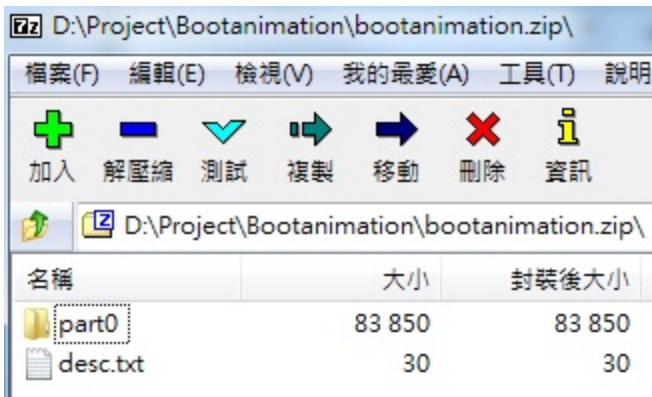 D:\Project\Bootanimation\bootanimation.zip\
檔案(F) 編輯(E) 檢視(V) 我的最愛(A) 工具(T) 說明
加入 解壓縮 測試 複製 移動 刪除 資訊
D:\Project\Bootanimation\bootanimation.zip\
名稱 大小 封裝後大小
part0 83 850 83 850
desc.txt 30 30